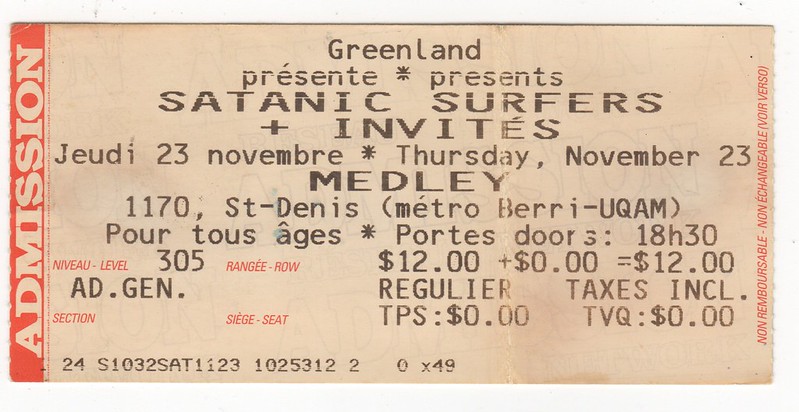 ADMISSION
Greenland
présente * presents
SATANIC SURFERS
+ INVITÉS
Jeudi 23 novembre * Thursday, November 23
MEDLEY
1170, St-Denis (métro Berri-UQAM)
Pour tous âges * Portes doors: 18h30
NIVEAU - LEVEL 305 RANGÉE - ROW $12.00 +$0.00 =$12.00
AD.GEN. REGULIER TAXES INCL.
SECTION SIÈGE - SEAT TPS:$0.00 TVQ:$0.00
24 S1032SAT1123 1025312 2 0 x49
NON REMBOURSABLE - NON ÉCHANGEABLE (VOIR VERSO)